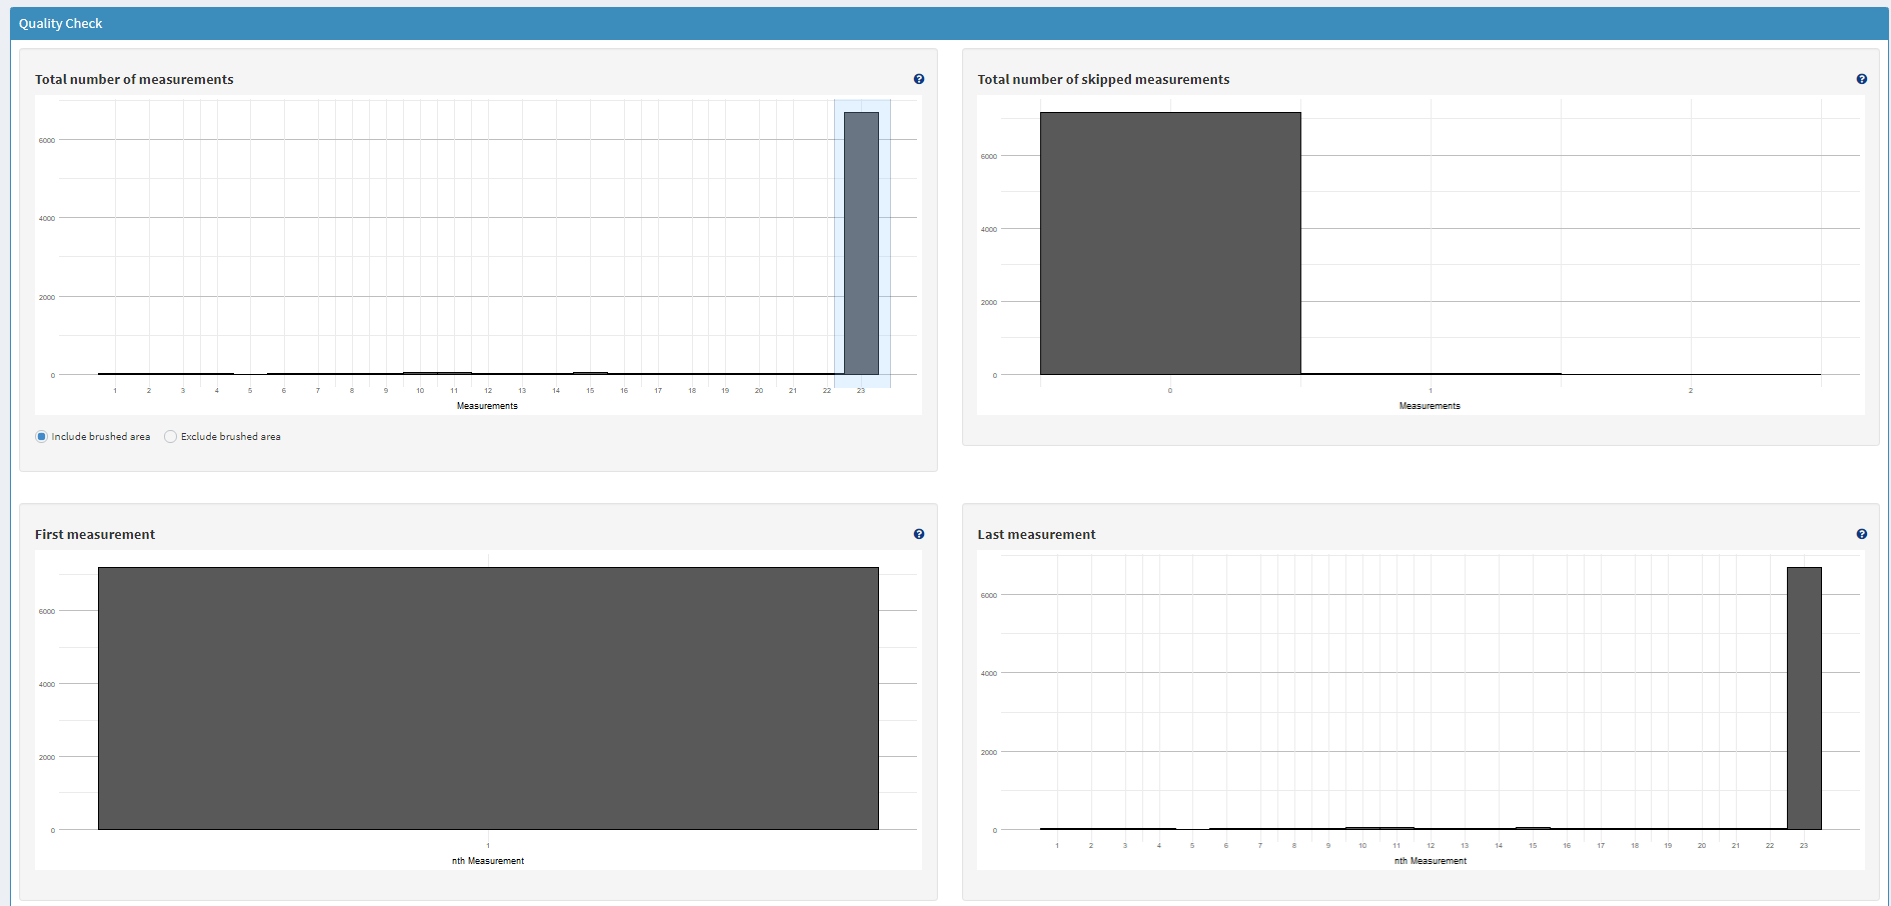 Quality Check
Total number of measurements
6000
4000
2000
0
1 2 3 4 5 6 7 8 9 10 11 12 13 14 15 16 17 18 19 20 21 22 23
Measurements
Include brushed area Exclude brushed area
Total number of skipped measurements
6000
4000
2000
0
0 1 2
Measurements
First measurement
6000
4000
2000
0
1
nth Measurement
Last measurement
6000
4000
2000
0
1 2 3 4 5 6 7 8 9 10 11 12 13 14 15 16 17 18 19 20 21 22 23
nth Measurement